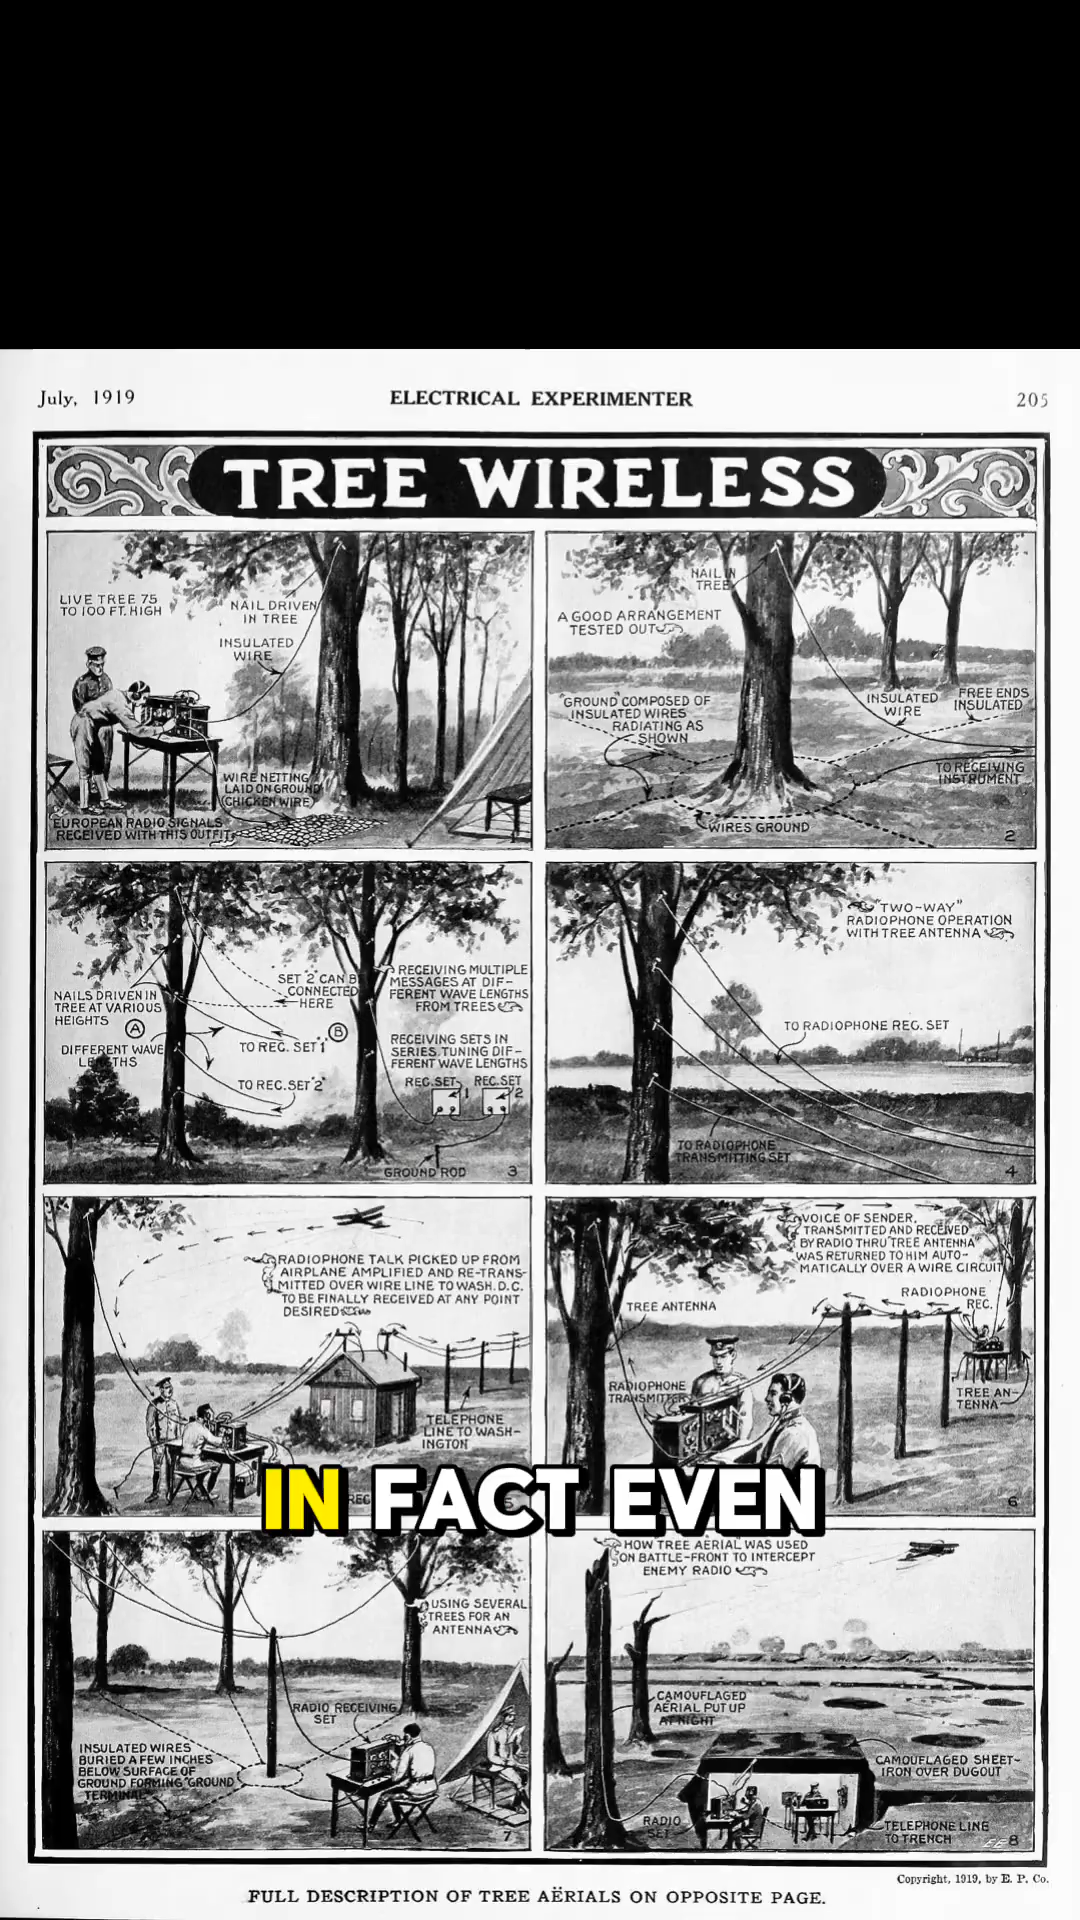 July, 1919
ELECTRICAL EXPERIMENTER
205
TREE WIRELESS
LIVE TREE 75
TO 100 FT. HIGH
NAIL DRIVEN
IN TREE
INSULATED
WIRE
WIRE NETTING
LAID ON GROUND
(CHICKEN WIRE)
EUROPEAN RADIO SIGNALS
RECEIVED WITH THIS OUTFIT
NAIL IN
TREE
A GOOD ARRANGEMENT
TESTED OUT
"GROUND" COMPOSED OF
INSULATED WIRES
RADIATING AS
SHOWN
INSULATED
WIRE
FREE ENDS
INSULATED
TO RECEIVING
INSTRUMENT
WIRES GROUND
2
NAILS DRIVEN IN
TREE AT VARIOUS
HEIGHTS
A
DIFFERENT WAVE
LENGTHS
SET "2" CAN BE
CONNECTED
HERE
B
TO REC. SET "1"
TO REC. SET "2"
RECEIVING MULTIPLE
MESSAGES AT DIF-
FERENT WAVE LENGTHS
FROM TREES
RECEIVING SETS IN
SERIES, TUNING DIF-
FERENT WAVE LENGTHS
REC. SET REC. SET
1 2
GROUND ROD
3
"TWO-WAY"
RADIOPHONE OPERATION
WITH TREE ANTENNA
TO RADIOPHONE REC. SET
TO RADIOPHONE
TRANSMITTING SET
4
RADIOPHONE TALK PICKED UP FROM
AIRPLANE AMPLIFIED AND RE-TRANS-
MITTED OVER WIRE LINE TO WASH. D.C.
TO BE FINALLY RECEIVED AT ANY POINT
DESIRED
TELEPHONE
LINE TO WASH-
INGTON
REC
5
VOICE OF SENDER,
TRANSMITTED AND RECEIVED
BY RADIO THRU TREE ANTENNA
WAS RETURNED TO HIM AUTO-
MATICALLY OVER A WIRE CIRCUIT
TREE ANTENNA
RADIOPHONE
REC.
RADIOPHONE
TRANSMITTER
TREE AN-
TENNA
6
IN FACT EVEN
USING SEVERAL
TREES FOR AN
ANTENNA
RADIO RECEIVING
SET
INSULATED WIRES
BURIED A FEW INCHES
BELOW SURFACE OF
GROUND FORMING "GROUND
TERMINAL"
7
HOW TREE AËRIAL WAS USED
ON BATTLE-FRONT TO INTERCEPT
ENEMY RADIO
CAMOUFLAGED
AERIAL PUT UP
AT NIGHT
CAMOUFLAGED SHEET-
IRON OVER DUGOUT
RADIO
SET
TELEPHONE LINE
TO TRENCH
8
Copyright, 1919, by E. P. Co.
FULL DESCRIPTION OF TREE AËRIALS ON OPPOSITE PAGE.